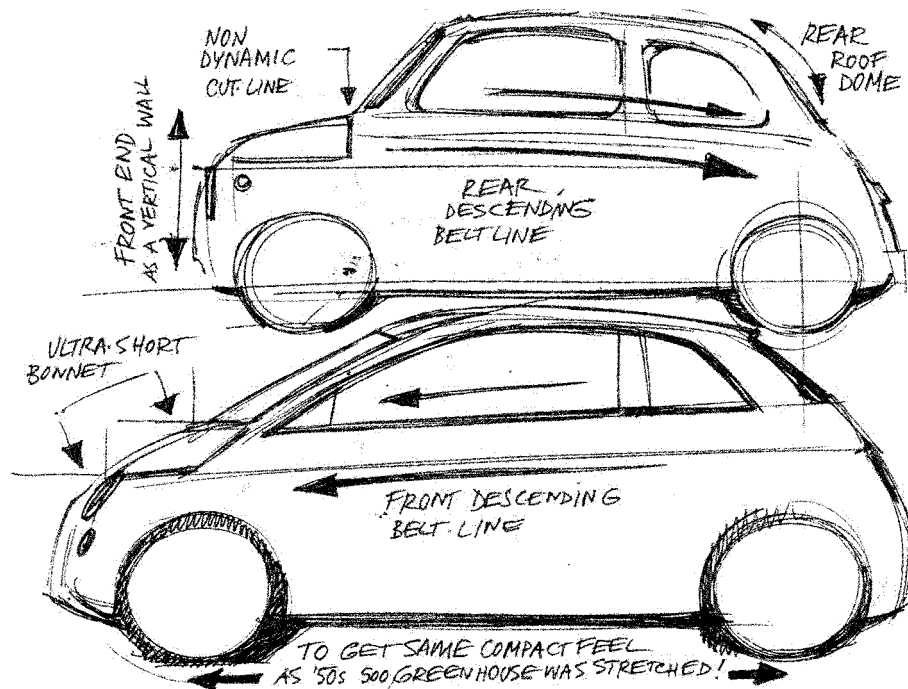 NON
DYNAMIC
CUT-LINE
REAR
ROOF
DOME
FRONT END
AS A VERTICAL WALL
REAR
DESCENDING
BELT LINE
ULTRA-SHORT
BONNET
FRONT DESCENDING
BELT-LINE
TO GET SAME COMPACT FEEL
AS '50s 500, GREENHOUSE WAS STRETCHED!